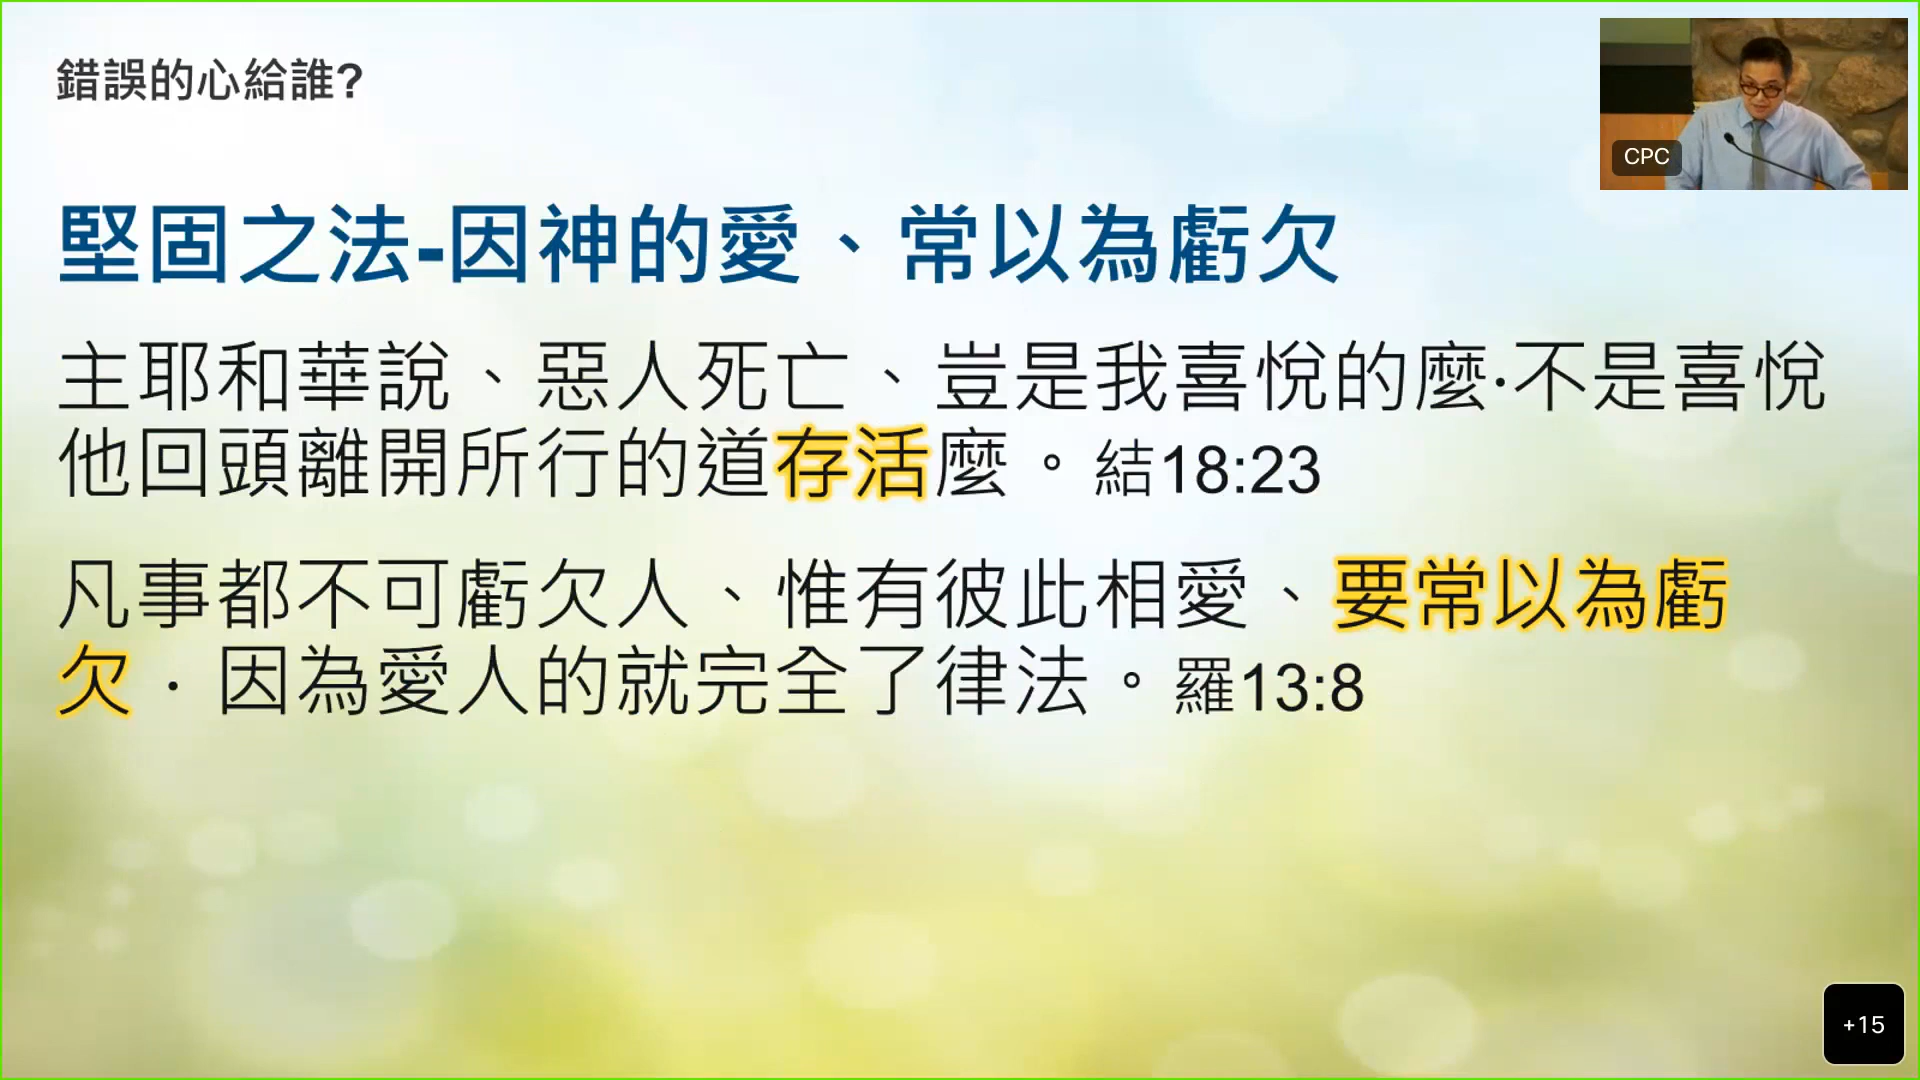 錯誤的心給誰?
CPC
堅固之法-因神的愛、常以為虧欠
主耶和華說、惡人死亡、豈是我喜悅的麼·不是喜悅
他回頭離開所行的道存活麼。結18:23
凡事都不可虧欠人、惟有彼此相愛、要常以為虧
欠．因為愛人的就完全了律法。羅13:8
+15